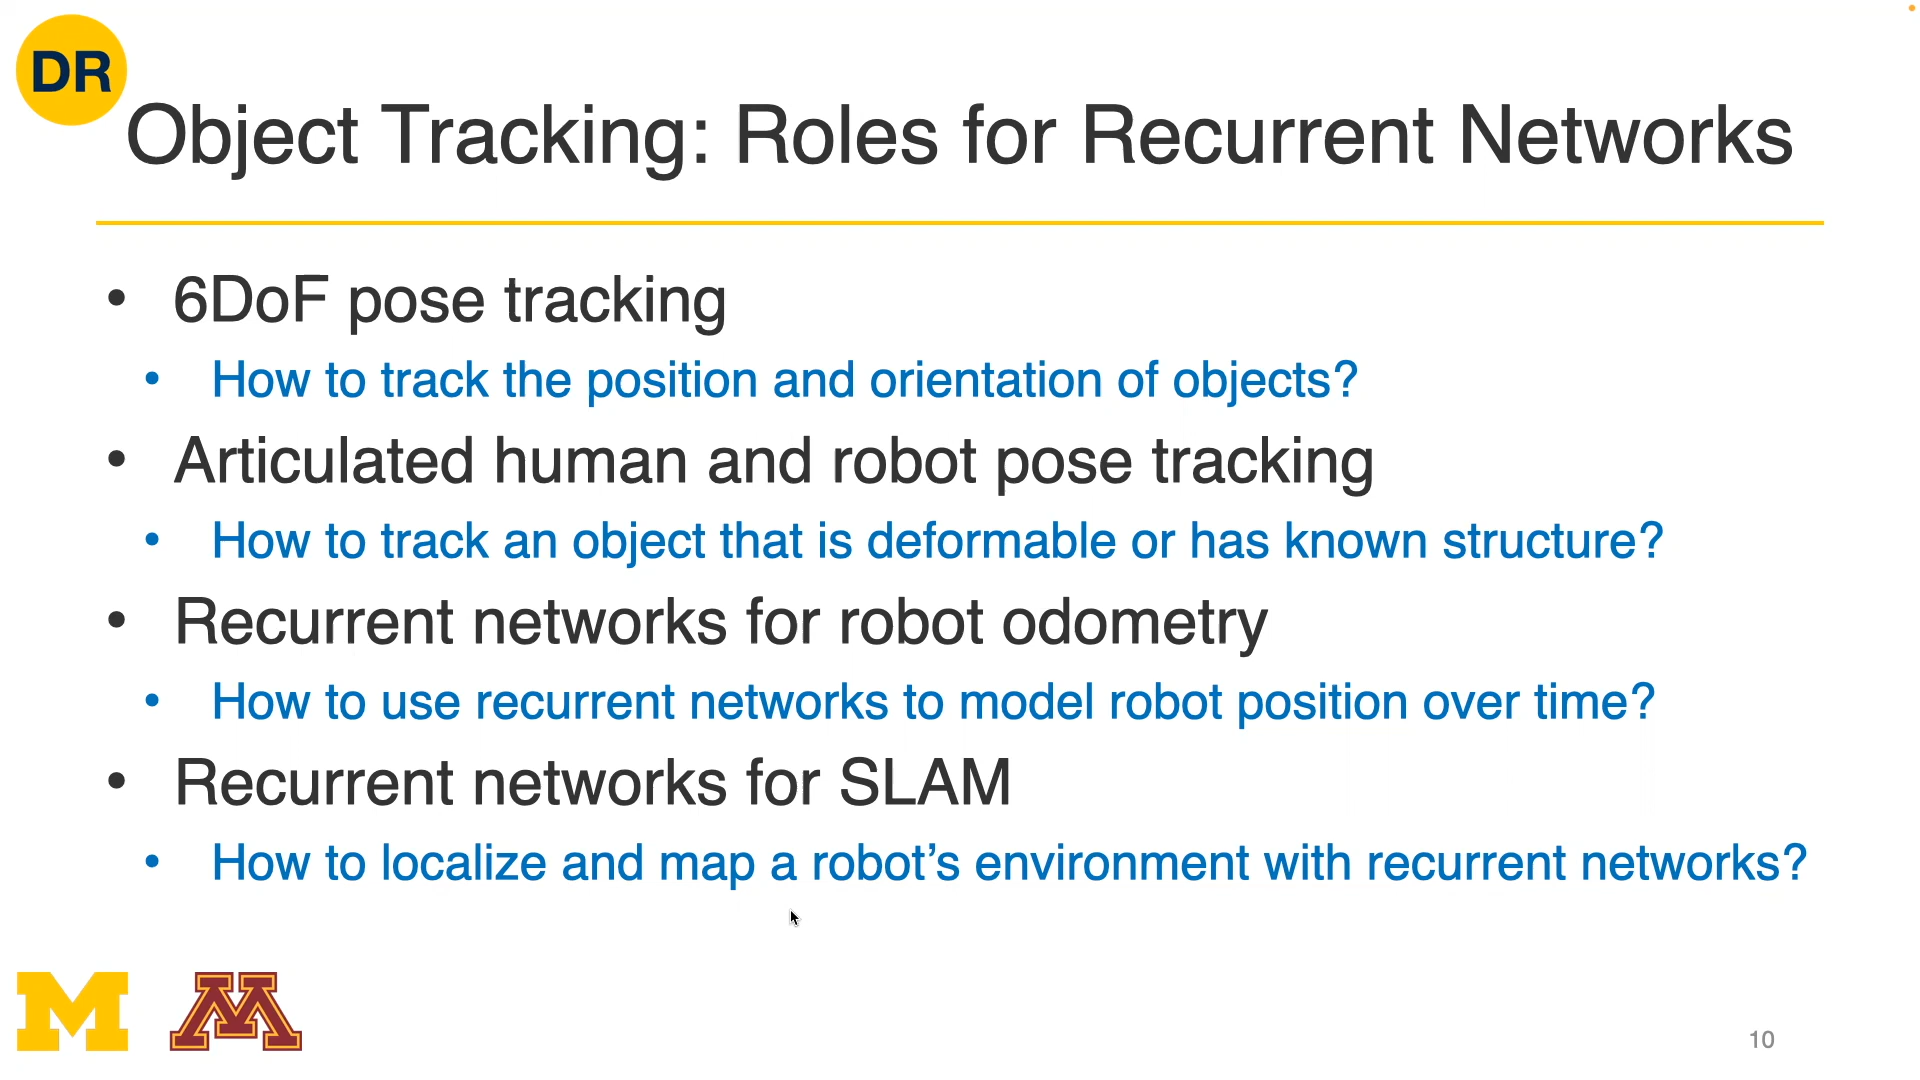 DR
Object Tracking: Roles for Recurrent Networks
• 6DoF pose tracking
• How to track the position and orientation of objects?
• Articulated human and robot pose tracking
• How to track an object that is deformable or has known structure?
• Recurrent networks for robot odometry
• How to use recurrent networks to model robot position over time?
• Recurrent networks for SLAM
• How to localize and map a robot’s environment with recurrent networks?
M M
10